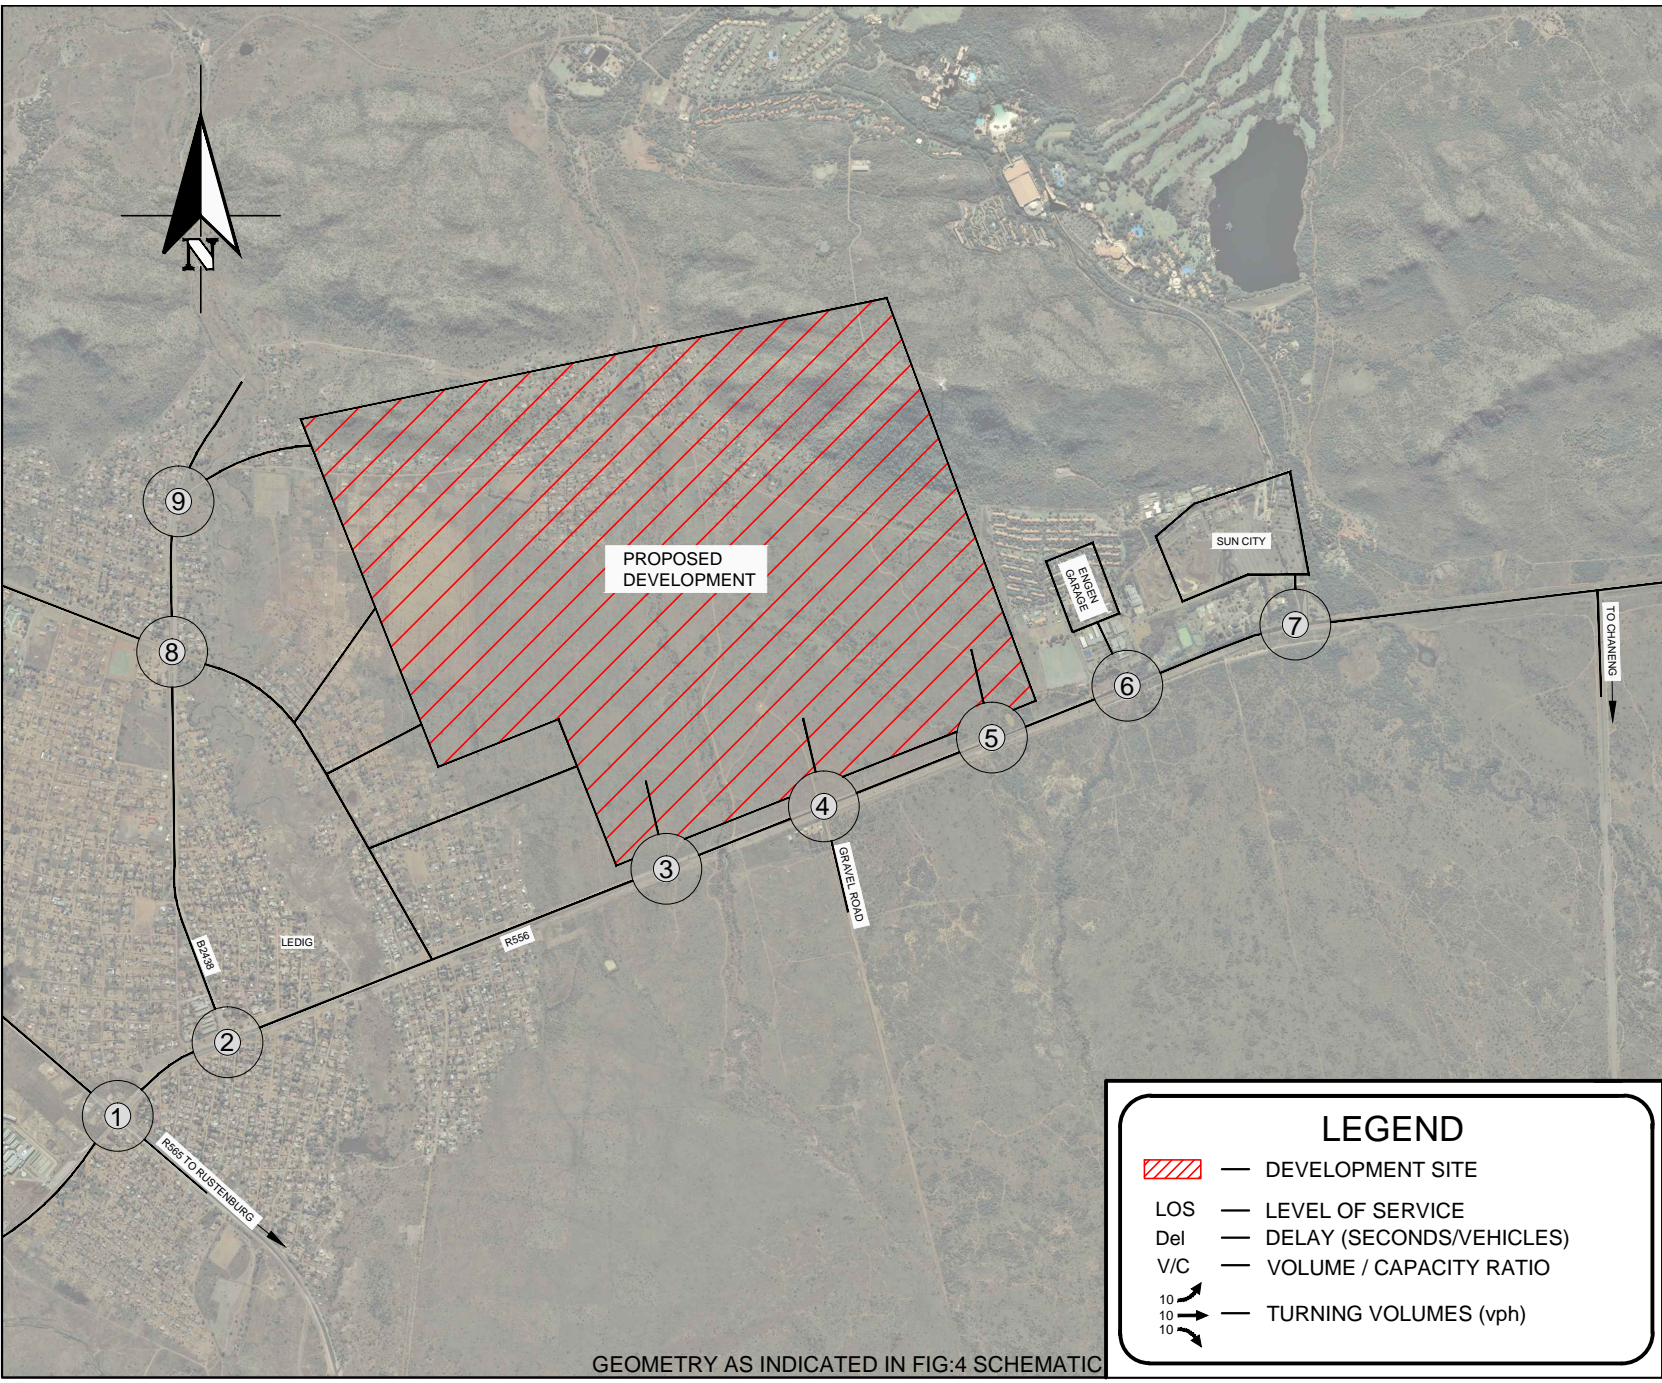 N
9
8
PROPOSED
DEVELOPMENT
ENGEN
GARAGE
SUN CITY
7
TO CHANENG
6
5
4
3
GRAVEL ROAD
R556
LEDIG
B2438
2
1
R565 TO RUSTENBURG
LEGEND
DEVELOPMENT SITE
LOS LEVEL OF SERVICE
Del DELAY (SECONDS/VEHICLES)
V/C VOLUME / CAPACITY RATIO
10
10 TURNING VOLUMES (vph)
10
GEOMETRY AS INDICATED IN FIG:4 SCHEMATIC